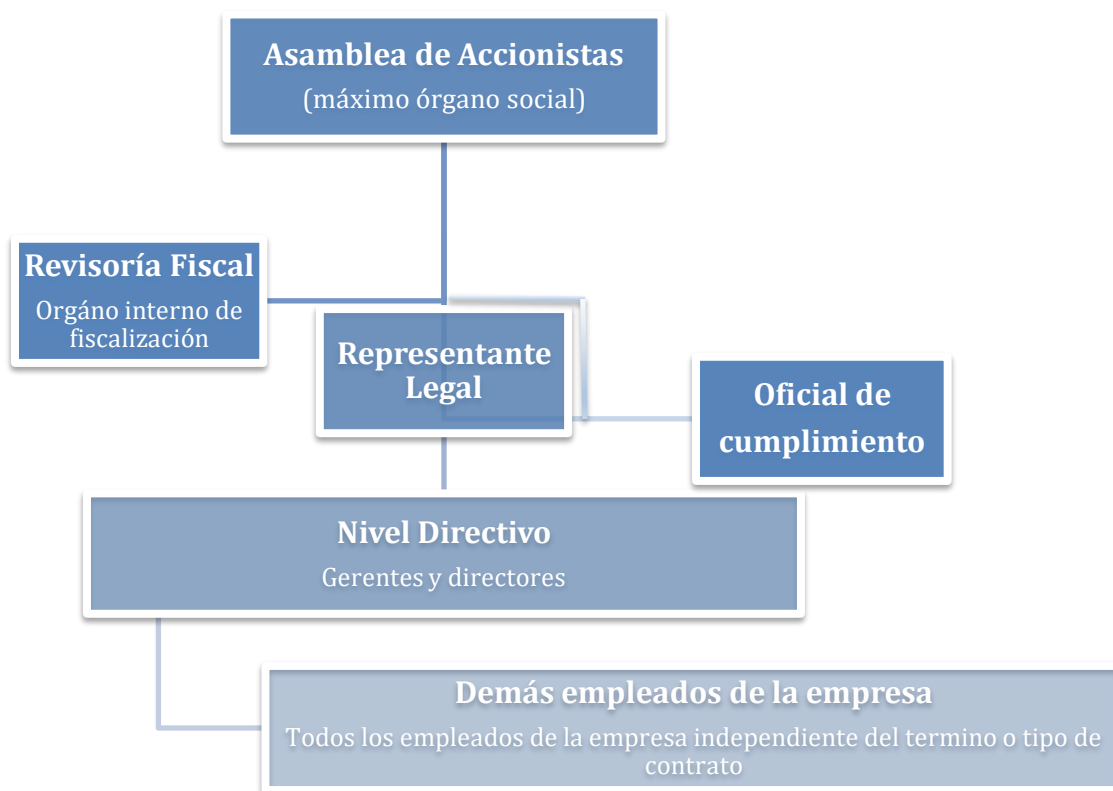 Asamblea de Accionistas
(máximo órgano social)
Revisoría Fiscal
Orgáno interno de
fiscalización
Representante
Legal
Oficial de
cumplimiento
Nivel Directivo
Gerentes y directores
Demás empleados de la empresa
Todos los empleados de la empresa independiente del termino o tipo de
contrato